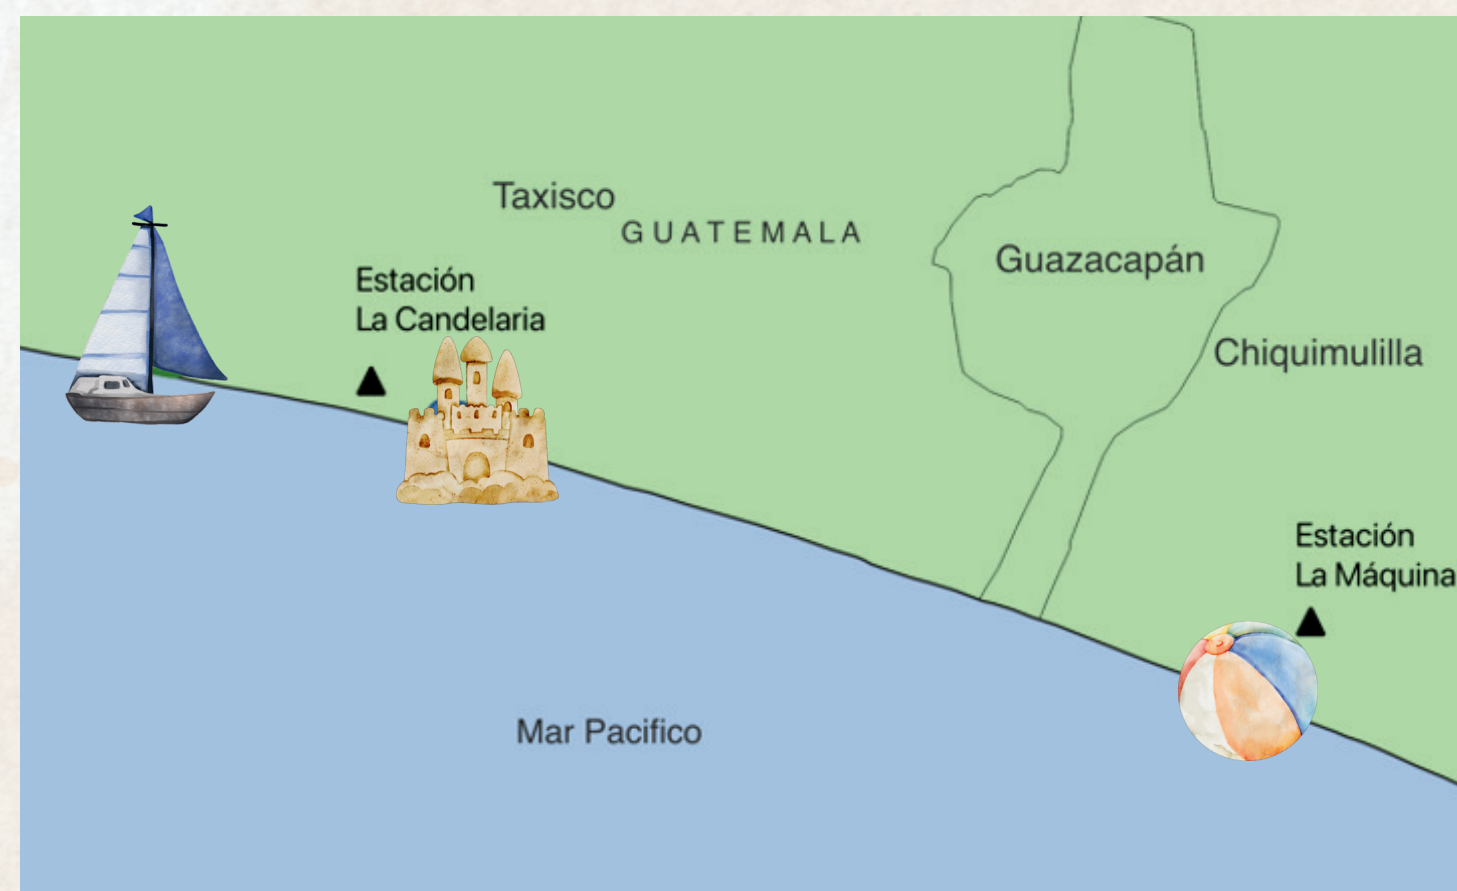 Taxisco
GUATEMALA
Estación
La Candelaria
Guazacapán
Chiquimulilla
Estación
La Máquina
Mar Pacifico